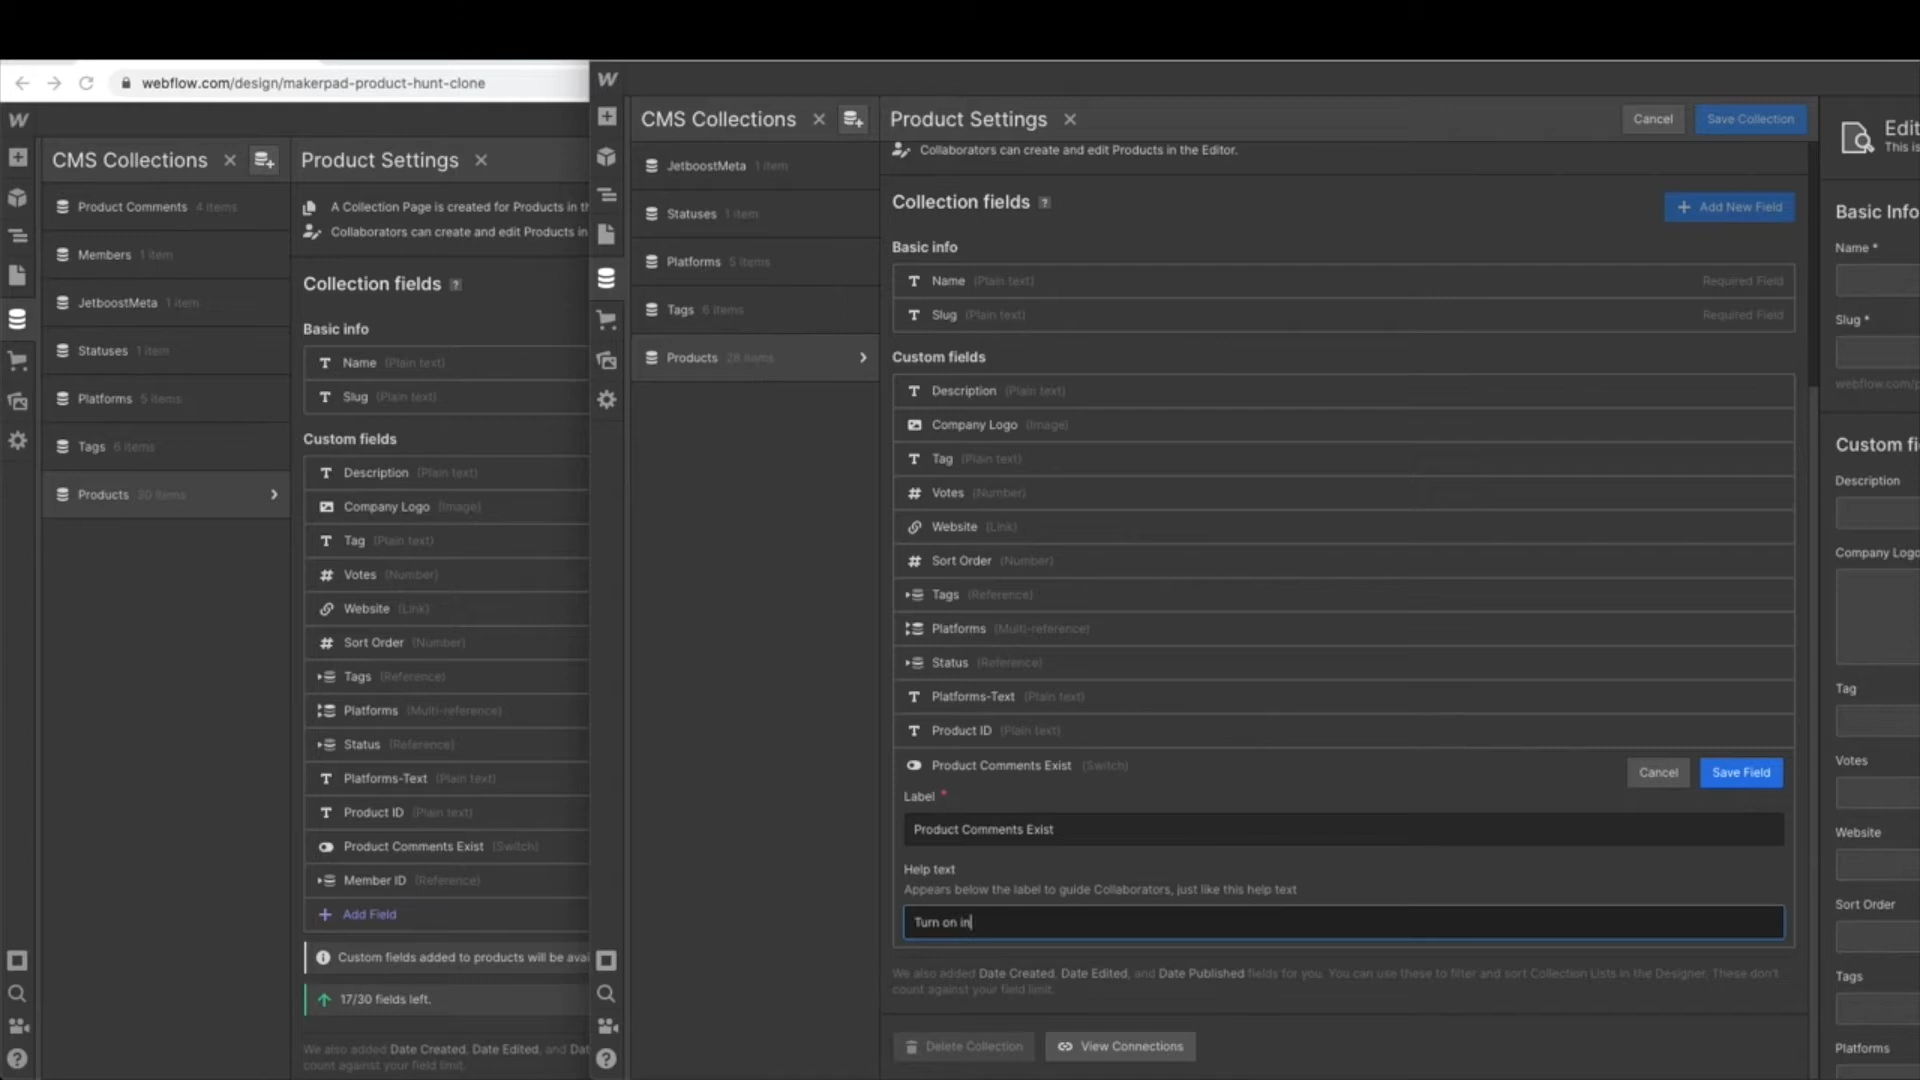 webflow.com/design/makerpad-product-hunt-clone
CMS Collections
Product Comments 4 items
Members 1 item
JetboostMeta 1 item
Statuses 1 item
Platforms 5 items
Tags 6 items
Products 30 items
Product Settings
A Collection Page is created for Products in th
Collaborators can create and edit Products in
Collection fields ?
Basic info
Name (Plain text)
Slug (Plain text)
Custom fields
Description (Plain text)
Company Logo (Image)
Tag (Plain text)
Votes (Number)
Website (Link)
Sort Order (Number)
Tags (Reference)
Platforms (Multi-reference)
Status (Reference)
Platforms-Text (Plain text)
Product ID (Plain text)
Product Comments Exist (Switch)
Member ID (Reference)
+ Add Field
Custom fields added to products will be avai
17/30 fields left.
We also added Date Created, Date Edited, and Dat
count against your field limit.
CMS Collections
JetboostMeta 1 item
Statuses 1 item
Platforms 5 items
Tags 6 items
Products 28 items
Product Settings
Cancel
Save Collection
Collaborators can create and edit Products in the Editor.
Collection fields ?
+ Add New Field
Basic info
Name (Plain text) Required Field
Slug (Plain text) Required Field
Custom fields
Description (Plain text)
Company Logo (Image)
Tag (Plain text)
Votes (Number)
Website (Link)
Sort Order (Number)
Tags (Reference)
Platforms (Multi-reference)
Status (Reference)
Platforms-Text (Plain text)
Product ID (Plain text)
Product Comments Exist (Switch)
Cancel
Save Field
Label *
Product Comments Exist
Help text
Appears below the label to guide Collaborators, just like this help text
Turn on in
We also added Date Created, Date Edited, and Date Published fields for you. You can use these to filter and sort Collection Lists in the Designer. These don't
count against your field limit.
Delete Collection
View Connections
Edit
This is
Basic Info
Name *
Slug *
webflow.com/p
Custom fi
Description
Company Logo
Tag
Votes
Website
Sort Order
Tags
Platforms